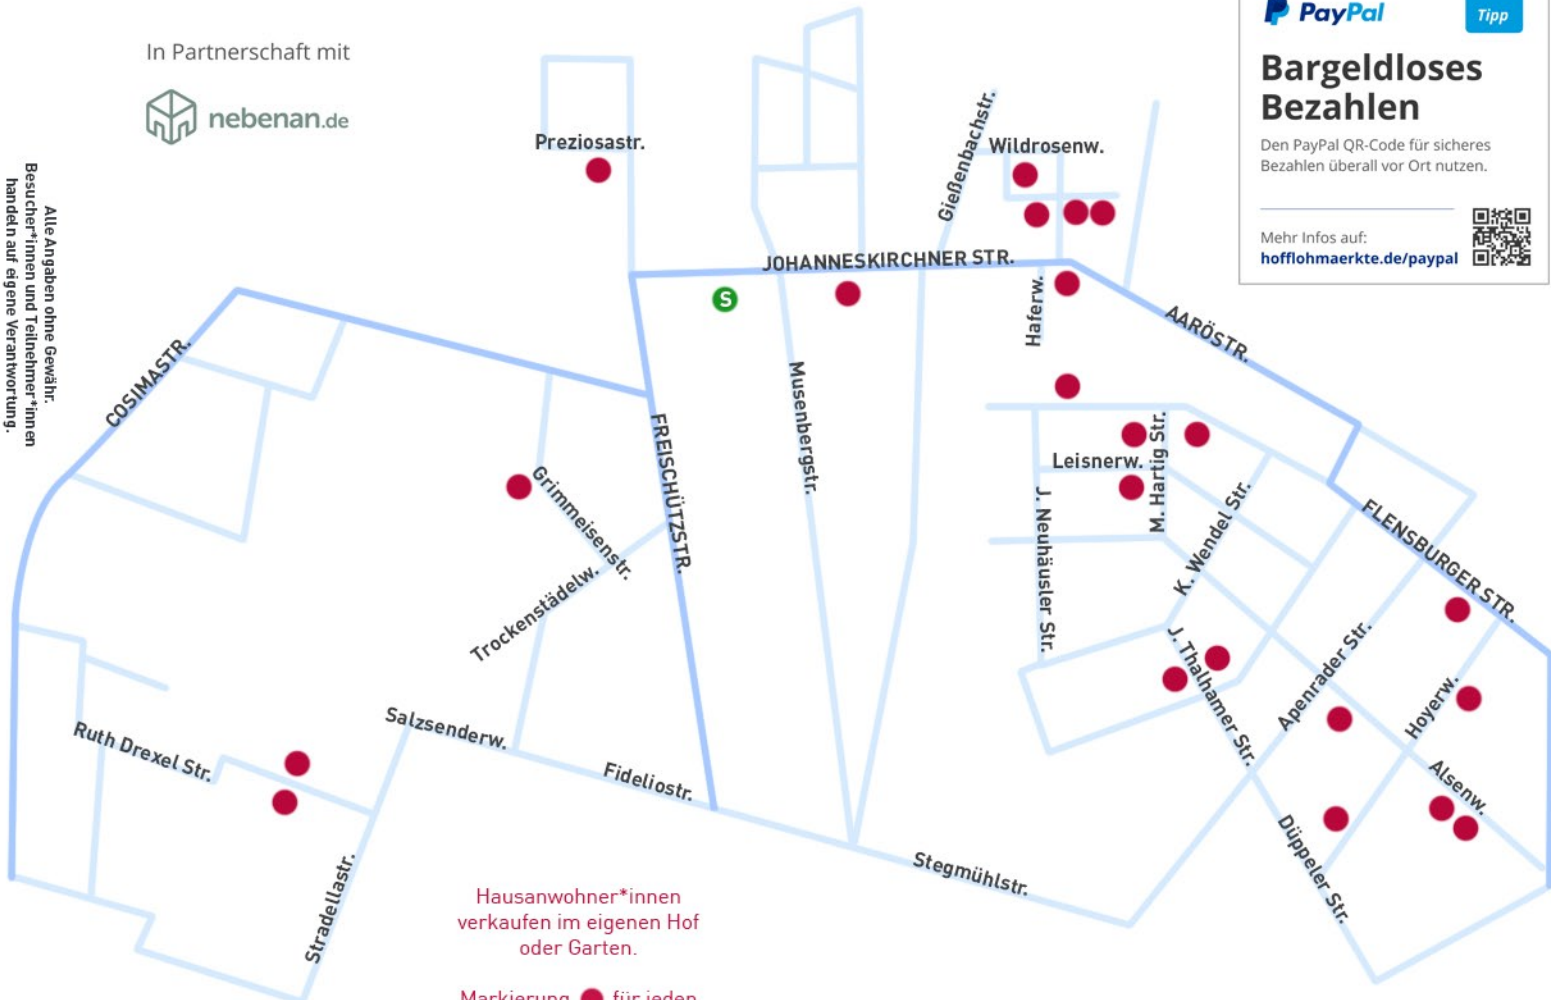 In Partnerschaft mit
nebenan.de
PayPal
Tipp
Bargeldloses
Bezahlen
Den PayPal QR-Code für sicheres
Bezahlen überall vor Ort nutzen.
Mehr Infos auf:
hofflohmaerkte.de/paypal
Alle Angaben ohne Gewähr.
Besucher*innen und Teilnehmer*innen
handeln auf eigene Verantwortung.
Preziosastr.
Gießenbachstr.
Wildrosenw.
JOHANNESKIRCHNER STR.
S
Haferw.
AARÖSTR.
COSIMASTR.
FREISCHÜTZSTR.
Musenbergstr.
Leisnerw.
M. Hartig Str.
J. Neuhäusler Str.
K. Wendel Str.
FLENSBURGER STR.
Grimmeisenstr.
Trockenstädelw.
J. Thalhamer Str.
Apenrader Str.
Hoyerw.
Alsenw.
Ruth Drexel Str.
Salzsenderw.
Fideliostr.
Stegmühlstr.
Düppeler Str.
Stradellastr.
Hausanwohner*innen
verkaufen im eigenen Hof
oder Garten.
Markierung für jeden